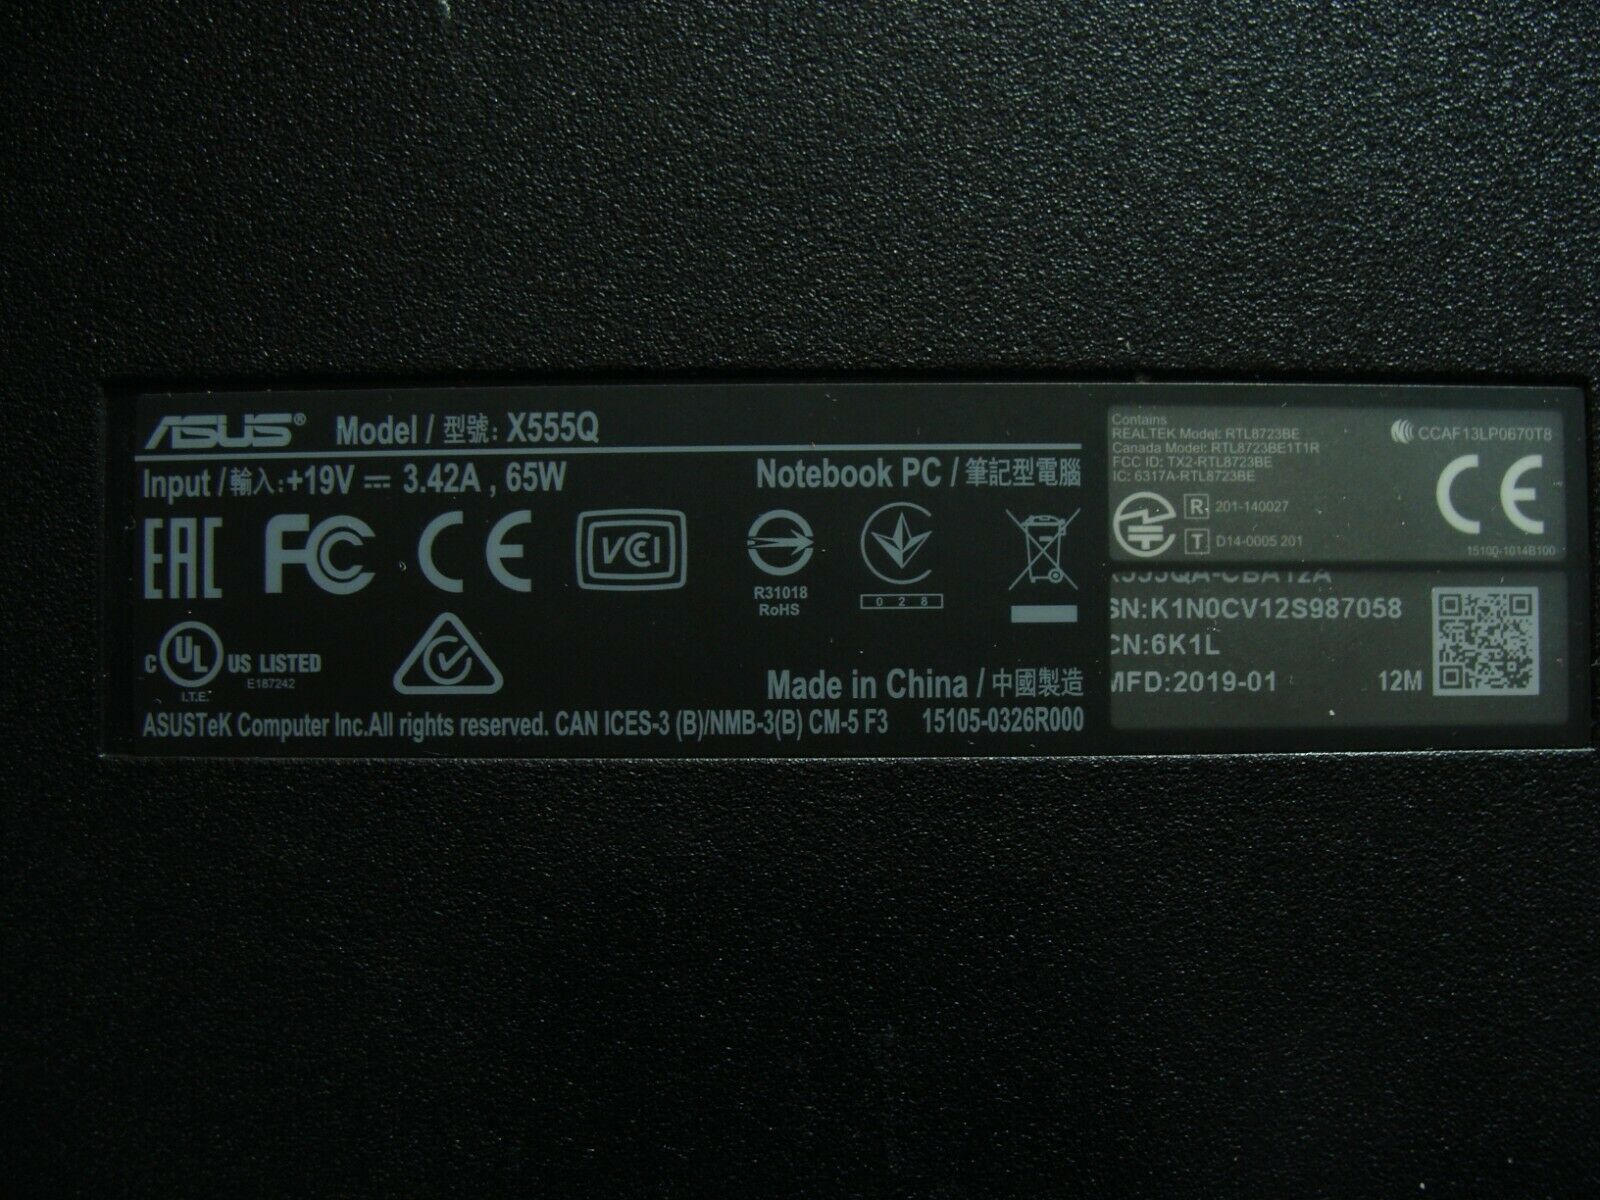 ASUS® Model / 型號: X555Q
Input / 輸入:+19V ⎓ 3.42A , 65W
Notebook PC / 筆記型電腦
EAC FC CE VCI
R31018
RoHS
028
C UL US LISTED
I.T.E. E187242
Made in China / 中國製造
ASUSTeK Computer Inc.All rights reserved. CAN ICES-3 (B)/NMB-3(B) CM-5 F3 15105-0326R000
Contains
REALTEK Model: RTL8723BE
Canada Model: RTL8723BE1T1R
FCC ID: TX2-RTL8723BE
IC: 6317A-RTL8723BE
CCAF13LP0670T8
CE
R 201-140027
T D14-0005 201
15100-1014B100
X555QA-CBA12A
SN:K1N0CV12S987058
CN:6K1L
MFD:2019-01 12M